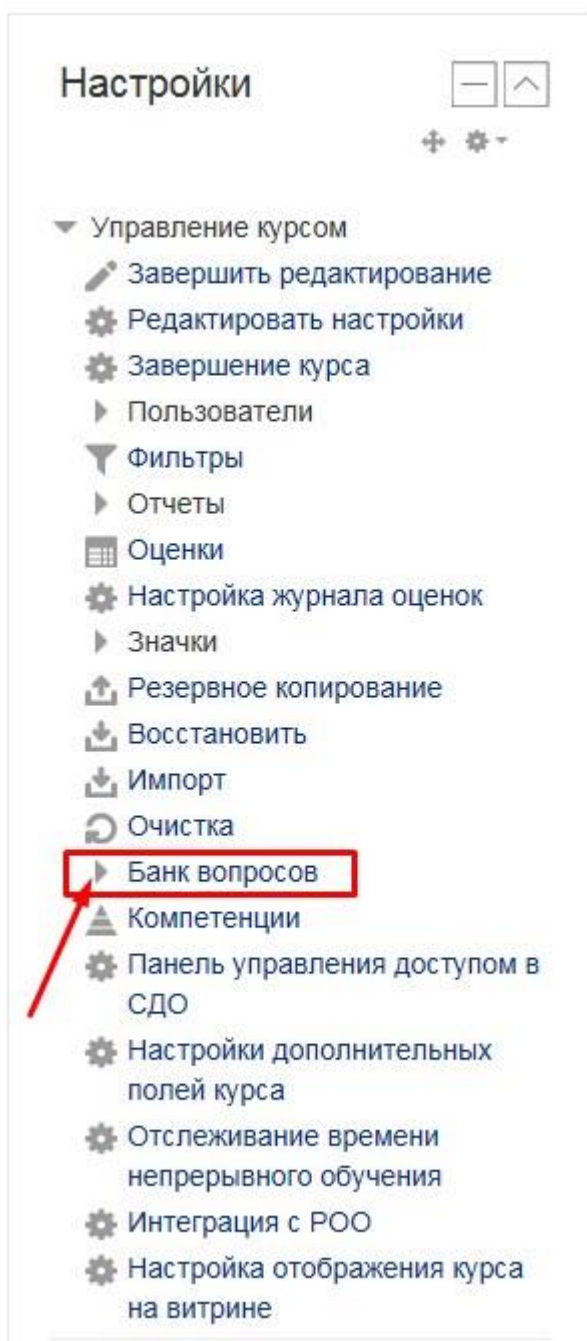 Настройки
Управление курсом
Завершить редактирование
Редактировать настройки
Завершение курса
Пользователи
Фильтры
Отчеты
Оценки
Настройка журнала оценок
Значки
Резервное копирование
Восстановить
Импорт
Очистка
Банк вопросов
Компетенции
Панель управления доступом в
СДО
Настройки дополнительных
полей курса
Отслеживание времени
непрерывного обучения
Интеграция с РОО
Настройка отображения курса
на витрине